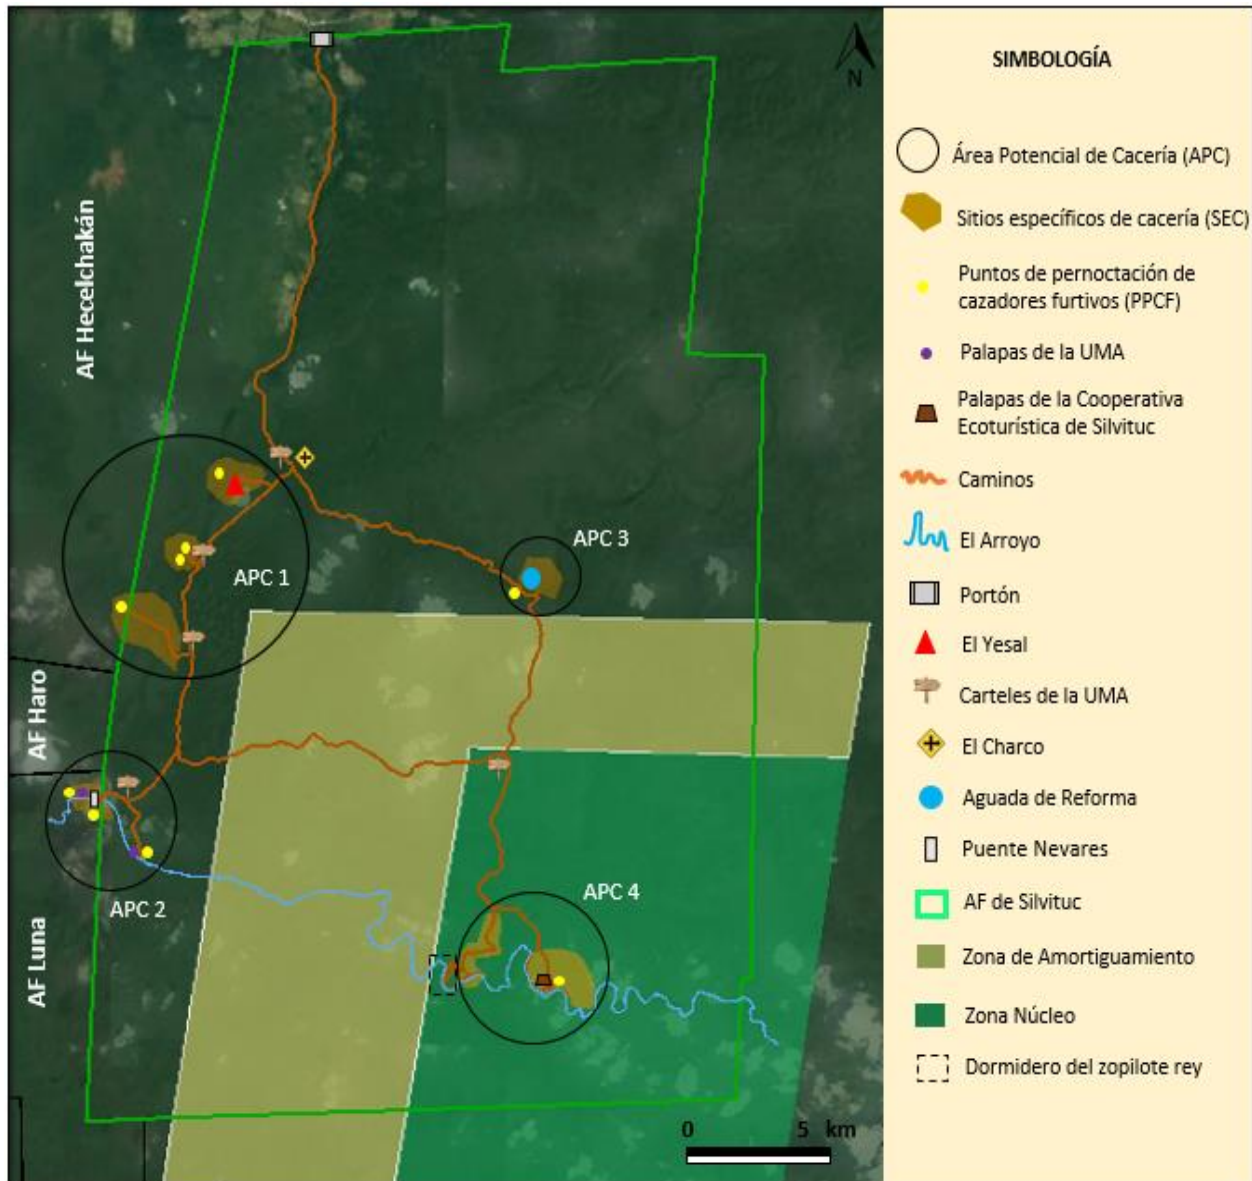 N
AF Hecelchakán
APC 3
APC 1
AF Haro
APC 2
APC 4
AF Luna
0 5 km
SIMBOLOGÍA
Área Potencial de Cacería (APC)
Sitios específicos de cacería (SEC)
Puntos de pernoctación de
cazadores furtivos (PPCF)
Palapas de la UMA
Palapas de la Cooperativa
Ecoturística de Silvituc
Caminos
El Arroyo
Portón
El Yesal
Carteles de la UMA
El Charco
Aguada de Reforma
Puente Nevares
AF de Silvituc
Zona de Amortiguamiento
Zona Núcleo
Dormidero del zopilote rey